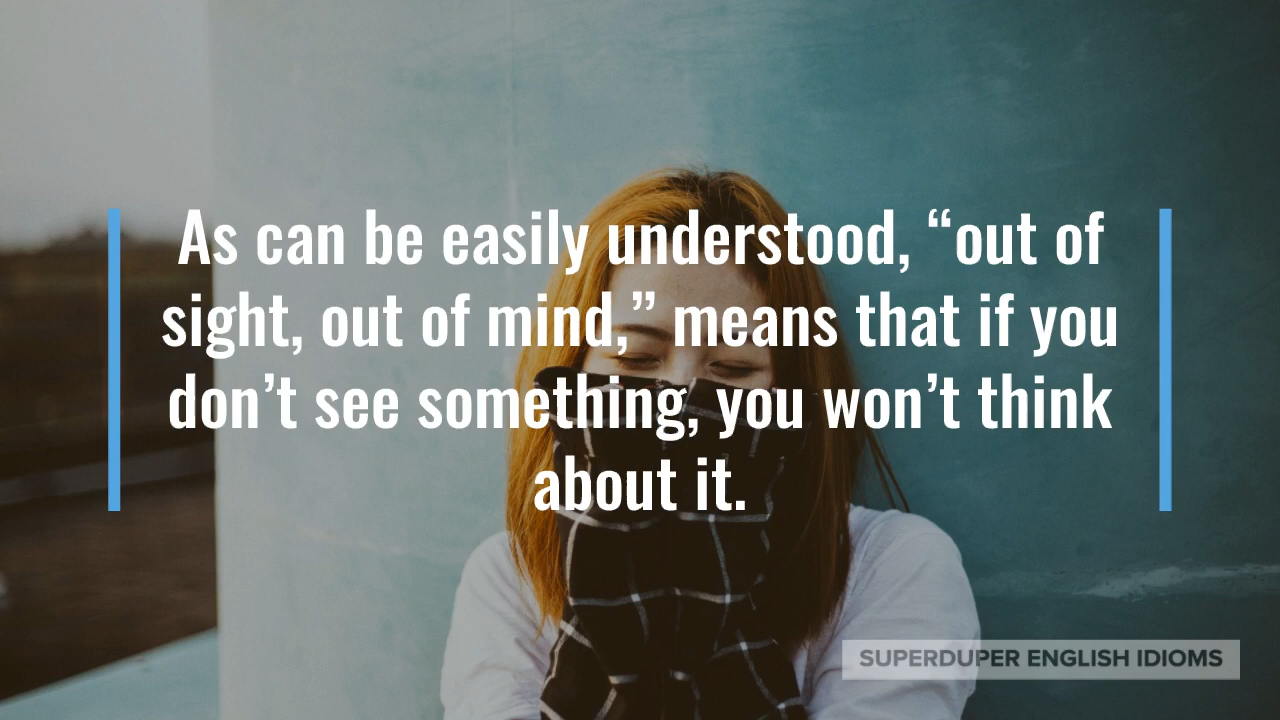 As can be easily understood, “out of
sight, out of mind,” means that if you
don’t see something, you won’t think
about it.
SUPERDUPER ENGLISH IDIOMS